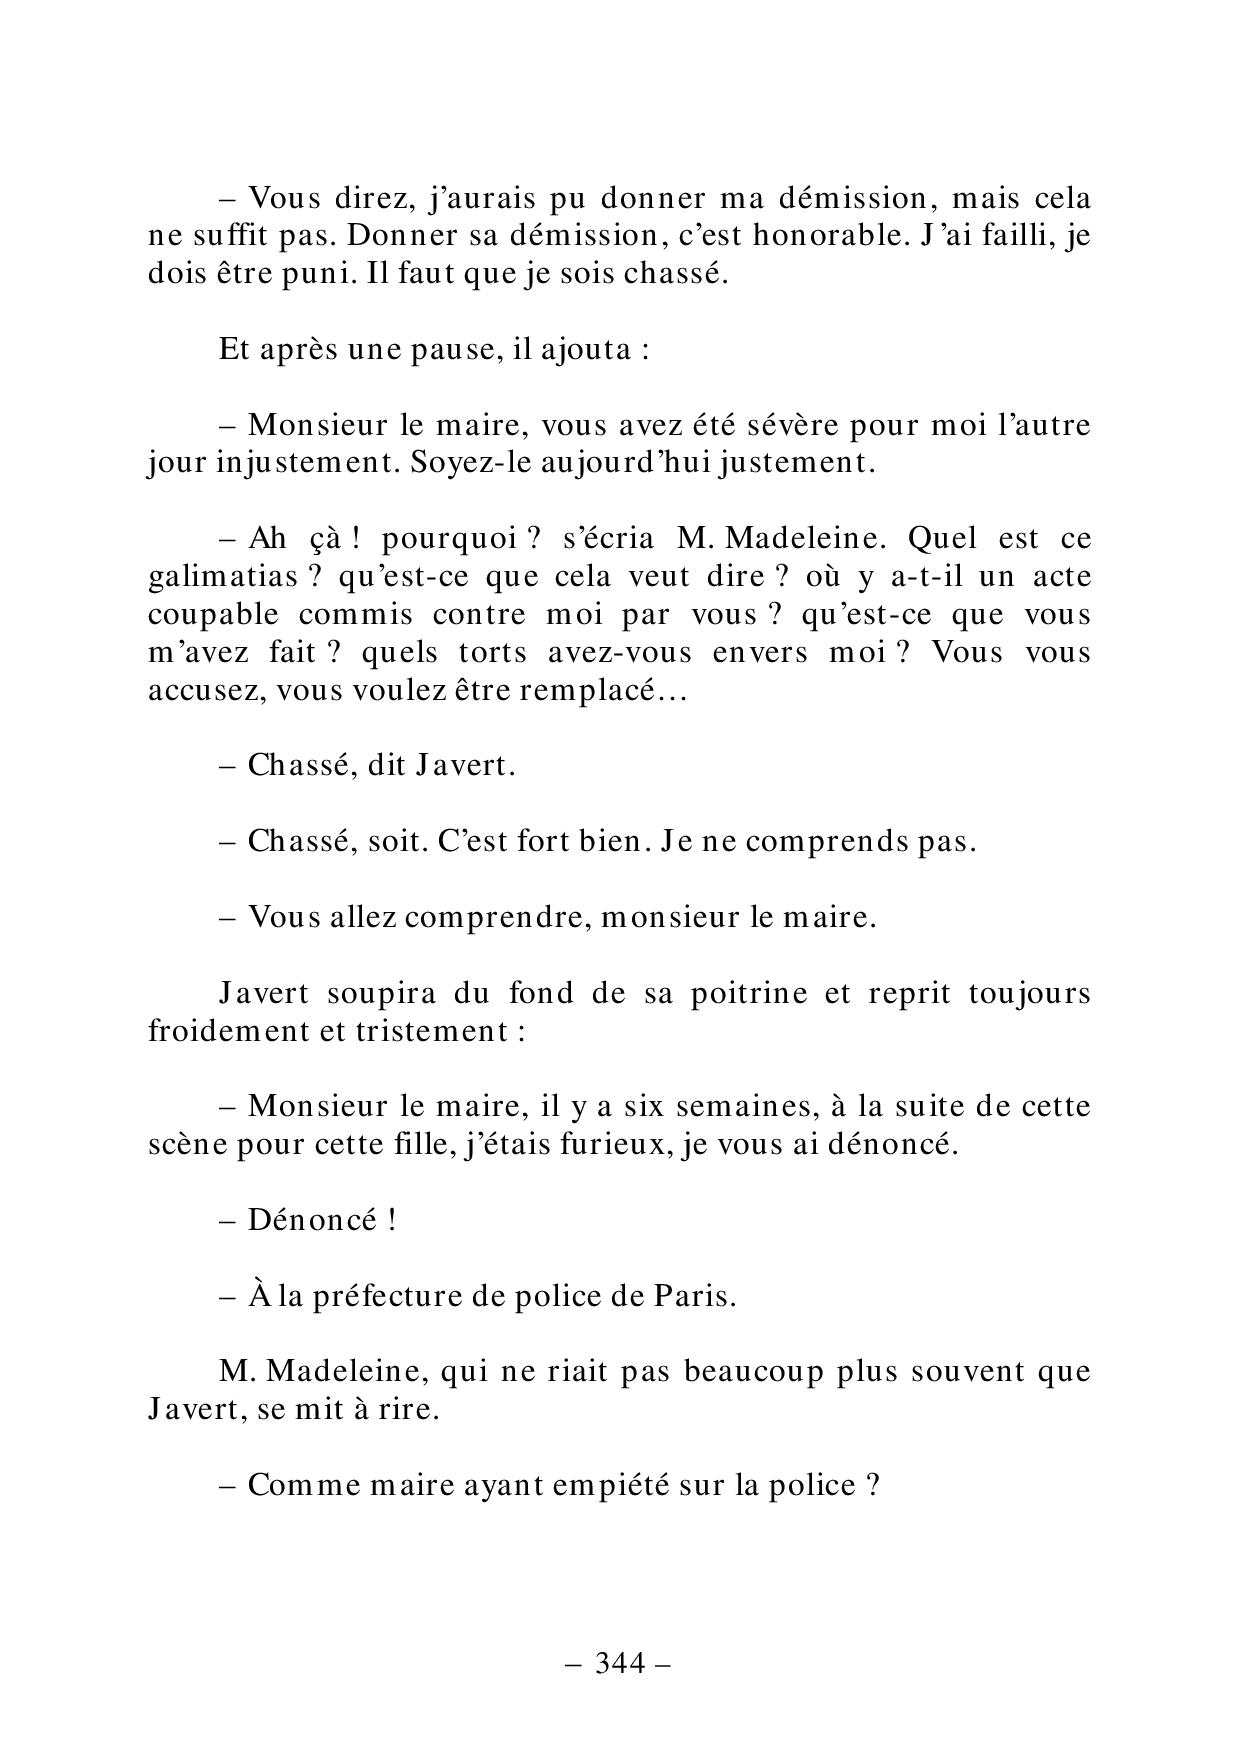 – Vous direz, j’aurais pu donner ma démission, mais cela
ne suffit pas. Donner sa démission, c’est honorable. J’ai failli, je
dois être puni. Il faut que je sois chassé.
Et après une pause, il ajouta :
– Monsieur le maire, vous avez été sévère pour moi l’autre
jour injustement. Soyez-le aujourd’hui justement.
– Ah çà ! pourquoi ? s’écria M. Madeleine. Quel est ce
galimatias ? qu’est-ce que cela veut dire ? où y a-t-il un acte
coupable commis contre moi par vous ? qu’est-ce que vous
m’avez fait ? quels torts avez-vous envers moi ? Vous vous
accusez, vous voulez être remplacé…
– Chassé, dit Javert.
– Chassé, soit. C’est fort bien. Je ne comprends pas.
– Vous allez comprendre, monsieur le maire.
Javert soupira du fond de sa poitrine et reprit toujours
froidement et tristement :
– Monsieur le maire, il y a six semaines, à la suite de cette
scène pour cette fille, j’étais furieux, je vous ai dénoncé.
– Dénoncé !
– À la préfecture de police de Paris.
M. Madeleine, qui ne riait pas beaucoup plus souvent que
Javert, se mit à rire.
– Comme maire ayant empiété sur la police ?
– 344 –